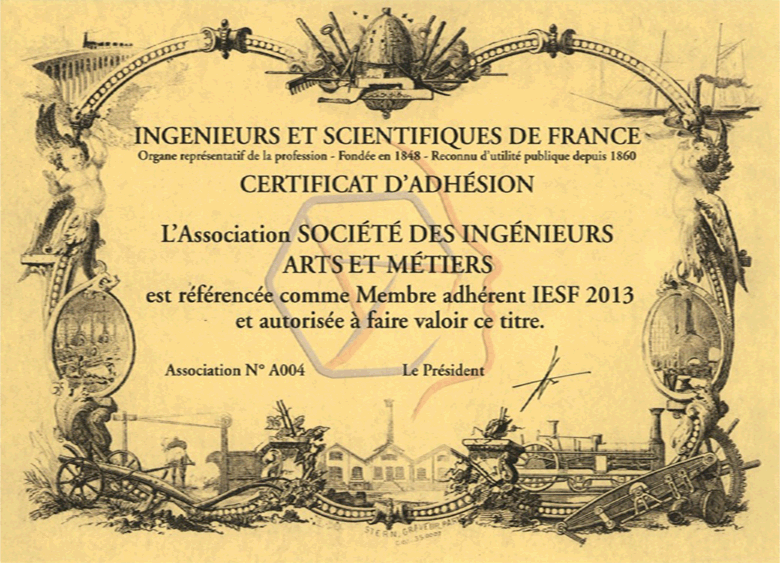 INGENIEURS ET SCIENTIFIQUES DE FRANCE
Organe représentatif de la profession - Fondée en 1848 - Reconnu d'utilité publique depuis 1860
CERTIFICAT D'ADHÉSION
L'Association SOCIÉTÉ DES INGÉNIEURS
ARTS ET MÉTIERS
est référencée comme Membre adhérent IESF 2013
et autorisée à faire valoir ce titre.
Association N° A004 Le Président
STERN, GRAVEUR, PARIS